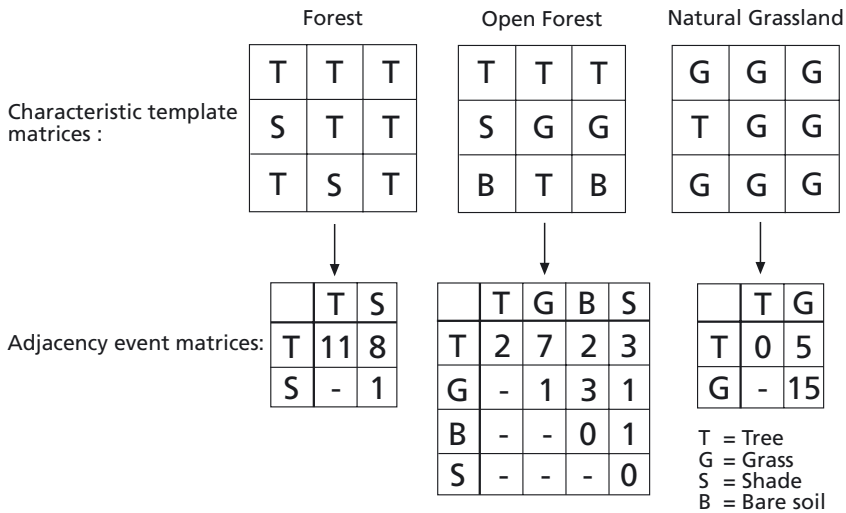 Forest Open Forest Natural Grassland
Characteristic template
matrices :
T T T T T T G G G
S T T S G G T G G
T S T B T B G G G
Adjacency event matrices:
T S T G B S T G
T 11 8 T 2 7 2 3 T 0 5
S - 1 G - 1 3 1 G - 15
B - - 0 1
S - - - 0
T = Tree
G = Grass
S = Shade
B = Bare soil